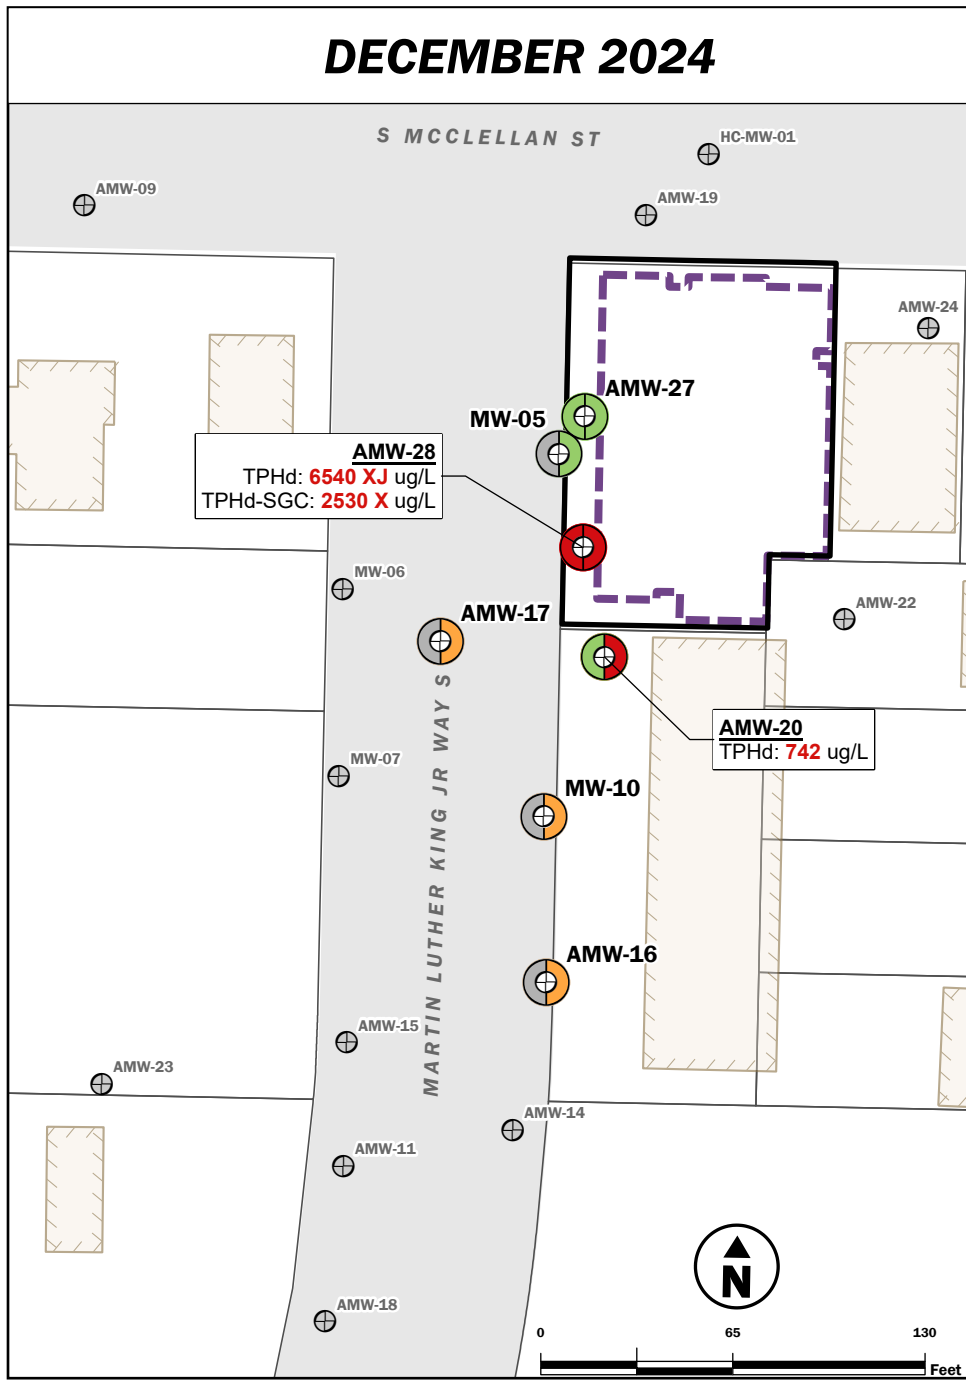 DECEMBER 2024
S MCCLELLAN ST
HC-MW-01
AMW-09
AMW-19
AMW-24
AMW-27
MW-05
AMW-28
TPHd: 6540 XJ ug/L
TPHd-SGC: 2530 X ug/L
MW-06
AMW-22
AMW-17
MARTIN LUTHER KING JR WAY S
AMW-20
TPHd: 742 ug/L
MW-07
MW-10
AMW-16
AMW-15
AMW-23
AMW-14
AMW-11
N
AMW-18
0 65 130
Feet